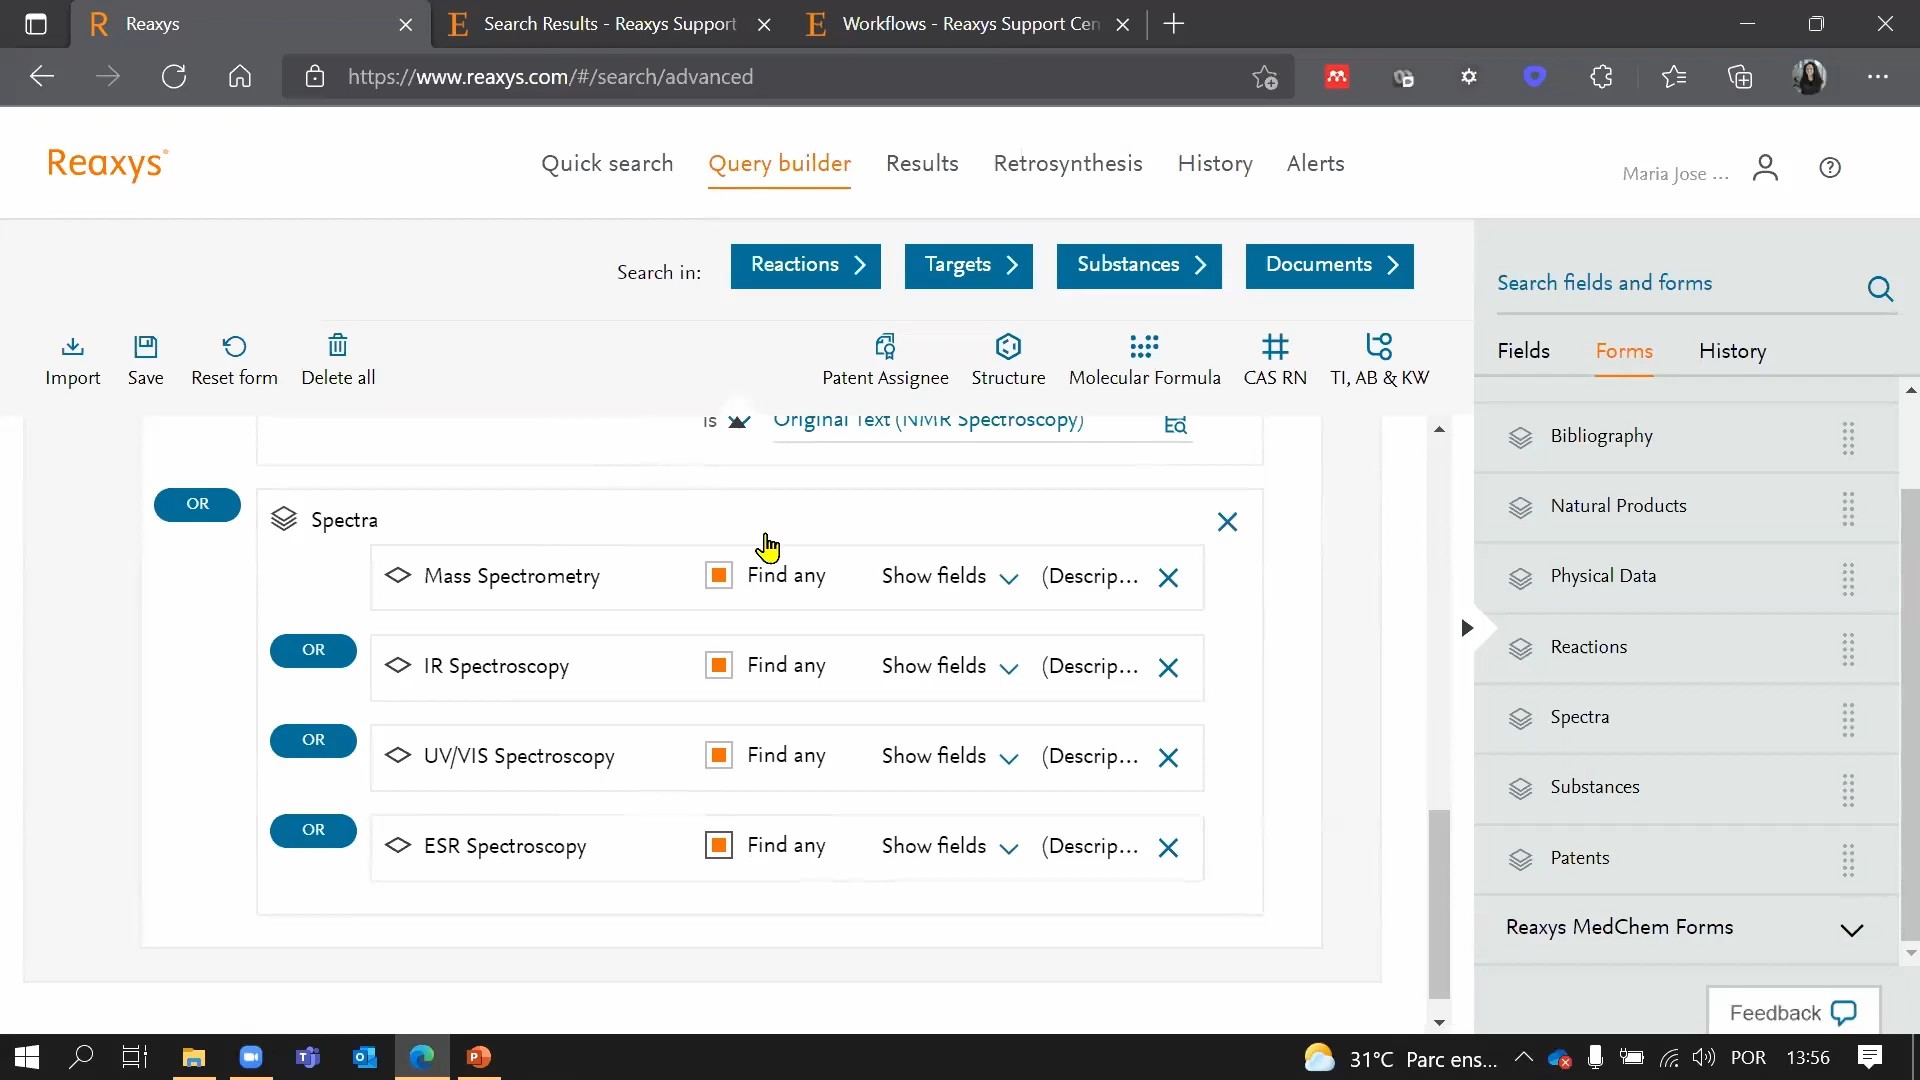 Reaxys
Search Results - Reaxys Support
Workflows - Reaxys Support Cen
https://www.reaxys.com/#/search/advanced
Reaxys
Quick search
Query builder
Results
Retrosynthesis
History
Alerts
Maria Jose ...
Search in:
Reactions
Targets
Substances
Documents
Import
Save
Reset form
Delete all
Patent Assignee
Structure
Molecular Formula
CAS RN
TI, AB & KW
is
Original Text (NMR Spectroscopy)
OR
Spectra
Mass Spectrometry
Find any
Show fields
(Descrip...
OR
IR Spectroscopy
Find any
Show fields
(Descrip...
OR
UV/VIS Spectroscopy
Find any
Show fields
(Descrip...
OR
ESR Spectroscopy
Find any
Show fields
(Descrip...
Search fields and forms
Fields
Forms
History
Bibliography
Natural Products
Physical Data
Reactions
Spectra
Substances
Patents
Reaxys MedChem Forms
Feedback
31°C Parc ens...
POR
13:56